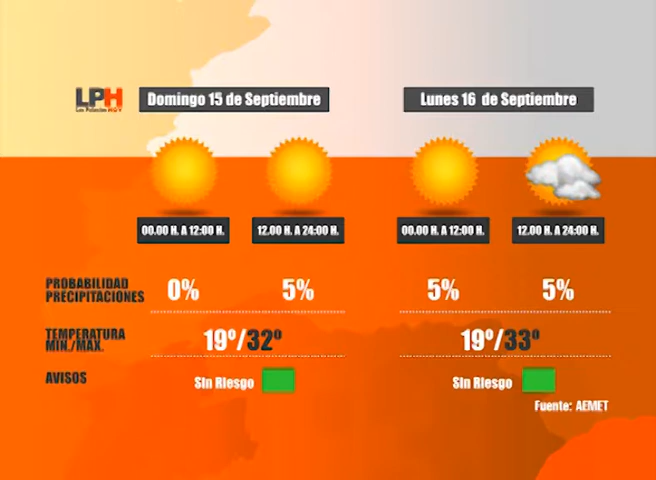 LPH
Los Palacios HOY
Domingo 15 de Septiembre
Lunes 16 de Septiembre
00.00 H. A 12:00 H.
12.00 H. A 24:00 H.
00.00 H. A 12:00 H.
12.00 H. A 24:00 H.
PROBABILIDAD
PRECIPITACIONES
0%
5%
5%
5%
TEMPERATURA
MIN./MAX.
19º/32º
19º/33º
AVISOS
Sin Riesgo
Sin Riesgo
Fuente: AEMET